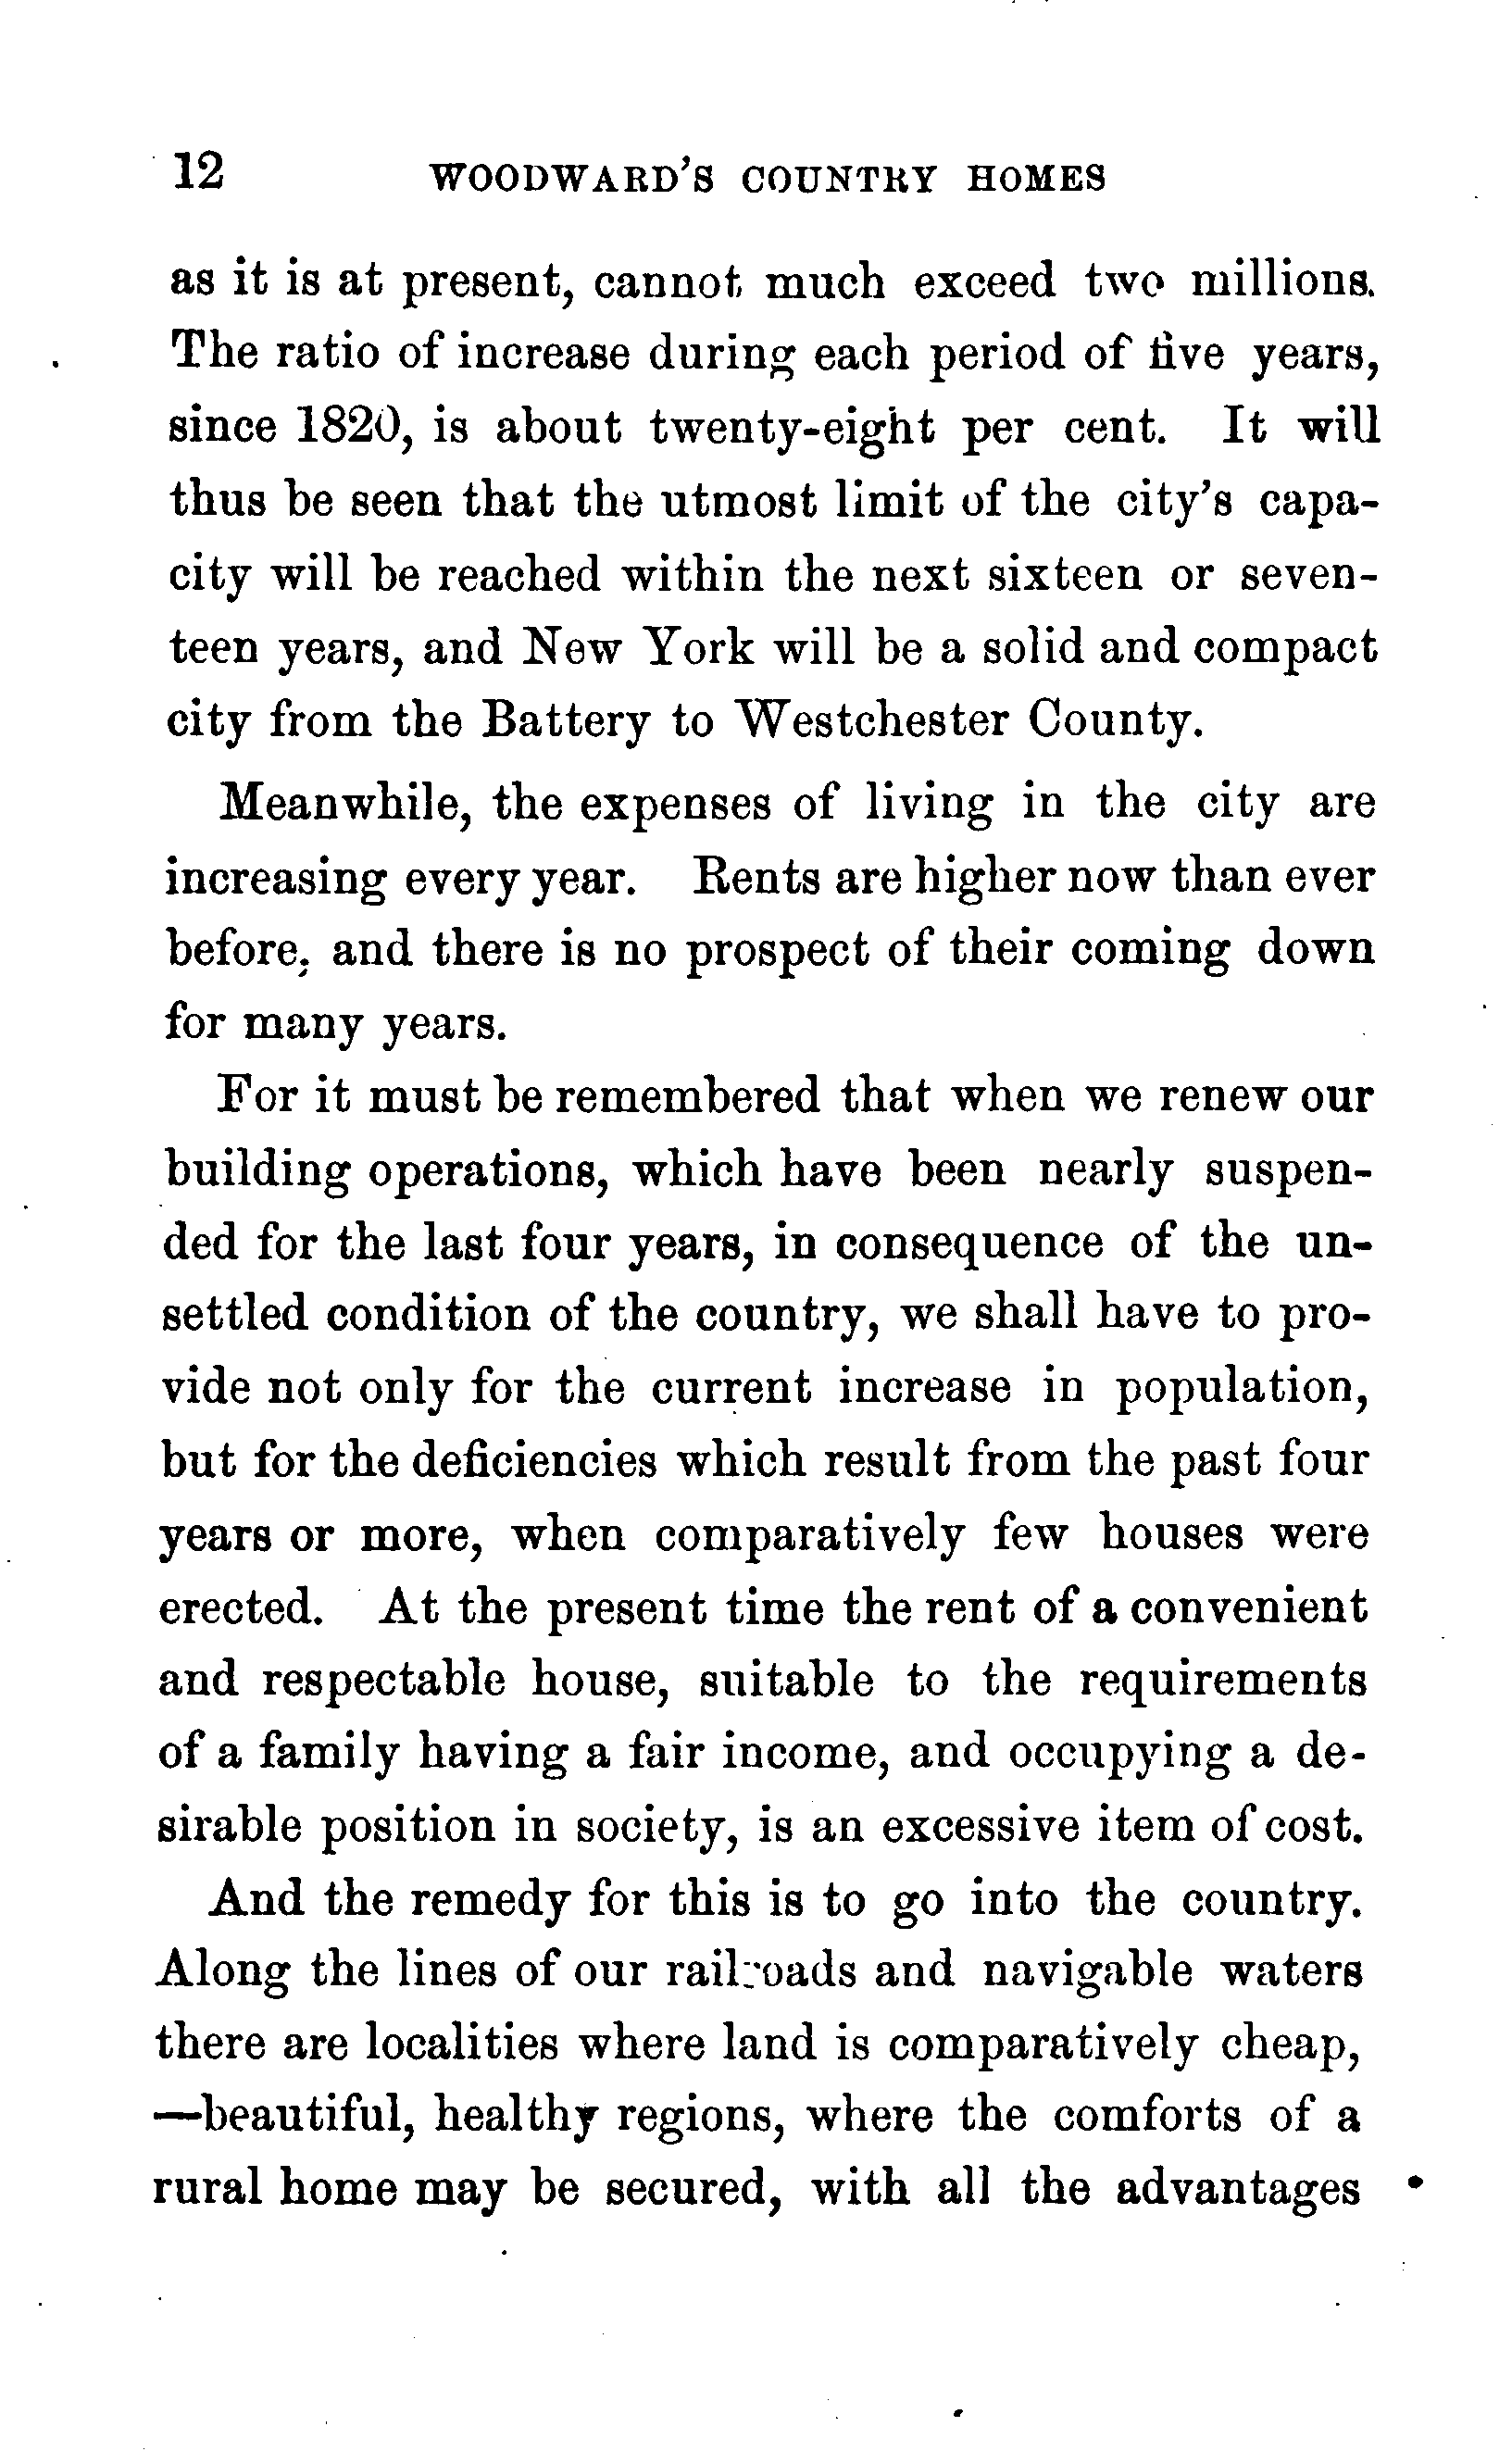 12 WOODWARD'S COUNTRY HOMES
as it is at present, cannot much exceed two millions.
The ratio of increase during each period of five years,
since 1820, is about twenty-eight per cent. It will
thus be seen that the utmost limit of the city's capa-
city will be reached within the next sixteen or seven-
teen years, and New York will be a solid and compact
city from the Battery to Westchester County.
Meanwhile, the expenses of living in the city are
increasing every year. Rents are higher now than ever
before; and there is no prospect of their coming down
for many years.
For it must be remembered that when we renew our
building operations, which have been nearly suspen-
ded for the last four years, in consequence of the un-
settled condition of the country, we shall have to pro-
vide not only for the current increase in population,
but for the deficiencies which result from the past four
years or more, when comparatively few houses were
erected. At the present time the rent of a convenient
and respectable house, suitable to the requirements
of a family having a fair income, and occupying a de-
sirable position in society, is an excessive item of cost.
And the remedy for this is to go into the country.
Along the lines of our railroads and navigable waters
there are localities where land is comparatively cheap,
—beautiful, healthy regions, where the comforts of a
rural home may be secured, with all the advantages